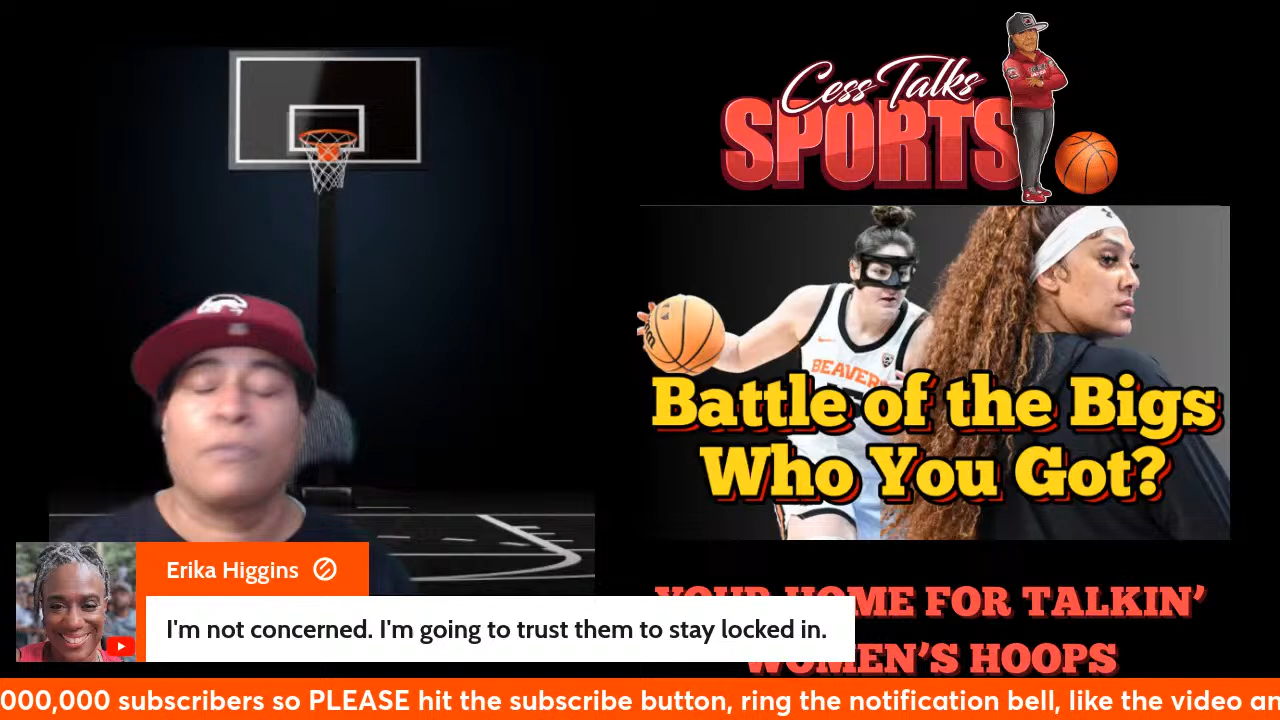 Cess Talks
SPORTS
BEAVERS
Battle of the Bigs
Who You Got?
YOUR HOME FOR TALKIN'
WOMEN'S HOOPS
Erika Higgins
I'm not concerned. I'm going to trust them to stay locked in.
000,000 subscribers so PLEASE hit the subscribe button, ring the notification bell, like the video an